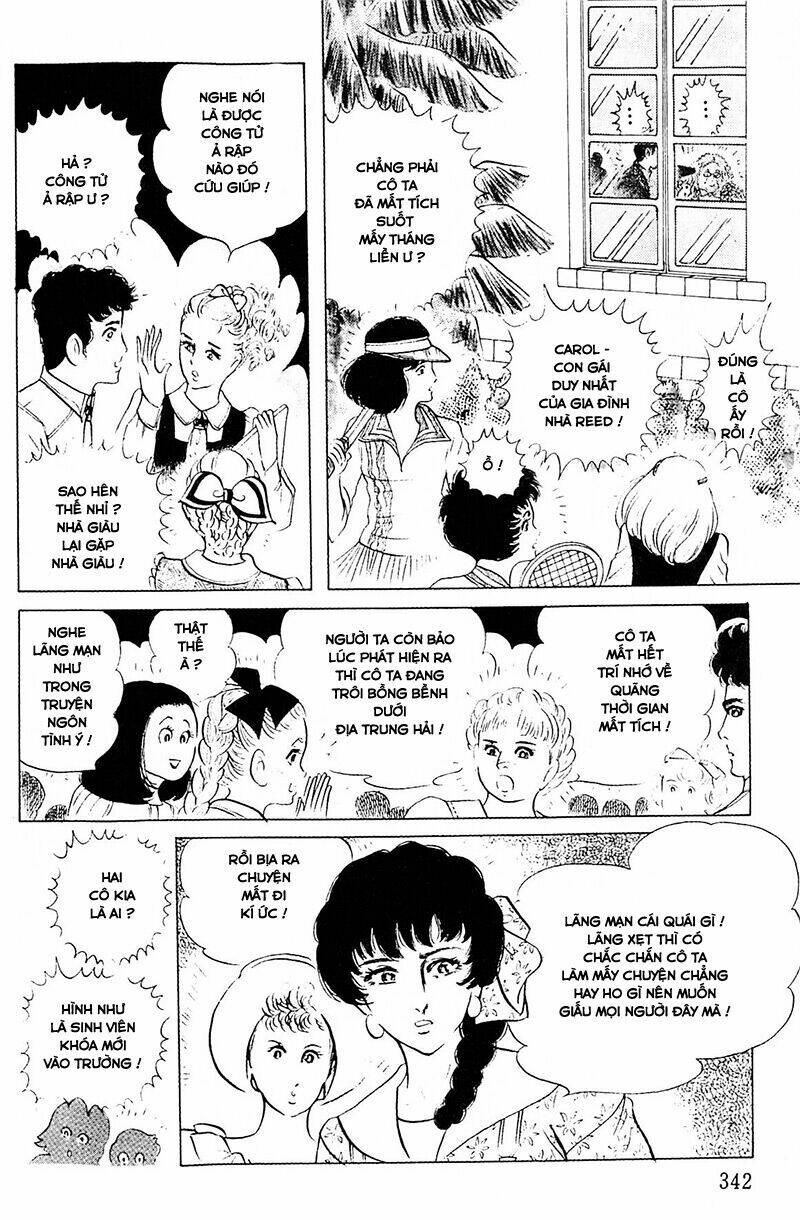 NGHE NÓI
LÀ ĐƯỢC
CÔNG TỬ
Ả RẬP
NÀO ĐÓ
CỨU GIÚP !
HẢ ?
CÔNG TỬ
Ả RẬP Ư ?
SAO HÊN
THẾ NHỈ ?
NHÀ GIÀU
LẠI GẶP
NHÀ GIÀU !
...
...
CHẲNG PHẢI
CÔ TA
ĐÃ MẤT TÍCH
SUỐT
MẤY THÁNG
LIỀN Ư ?
CAROL -
CON GÁI
DUY NHẤT
CỦA GIA ĐÌNH
NHÀ REED !
ĐÚNG
LÀ CÔ
ẤY
RỒI !
Ồ !
NGHE
LÃNG MẠN
NHƯ
TRONG
TRUYỆN
NGÔN
TÌNH Ý !
THẬT
THẾ
À ?
NGƯỜI TA CÒN BẢO
LÚC PHÁT HIỆN RA
THÌ CÔ TA ĐANG
TRÔI BỒNG BỀNH
DƯỚI
ĐỊA TRUNG HẢI !
CÔ TA
MẤT HẾT
TRÍ NHỚ VỀ
QUÃNG
THỜI GIAN
MẤT TÍCH !
HAI
CÔ KIA
LÀ AI ?
HÌNH NHƯ
LÀ SINH VIÊN
KHÓA MỚI
VÀO TRƯỜNG !
RỒI BỊA RA
CHUYỆN
MẤT ĐI
KÍ ỨC !
LÃNG MẠN CÁI QUÁI GÌ !
LÃNG XẸT THÌ CÓ
CHẮC CHẮN CÔ TA
LÀM MẤY CHUYỆN CHẲNG
HAY HO GÌ NÊN MUỐN
GIẤU MỌI NGƯỜI ĐÂY MÀ !
342